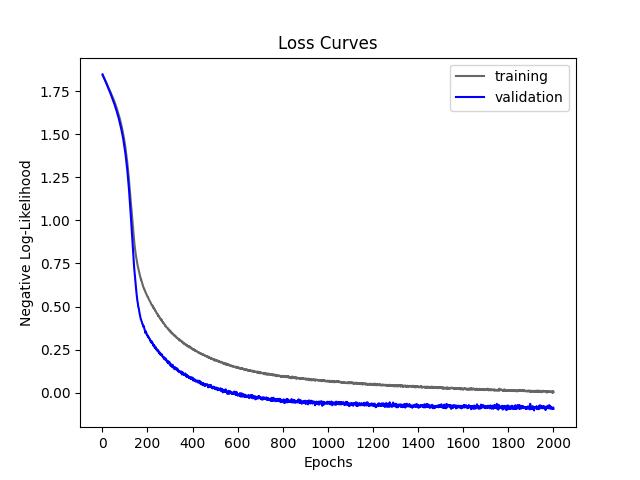 Loss Curves
training
validation
Negative Log-Likelihood
1.75
1.50
1.25
1.00
0.75
0.50
0.25
0.00
0 200 400 600 800 1000 1200 1400 1600 1800 2000
Epochs